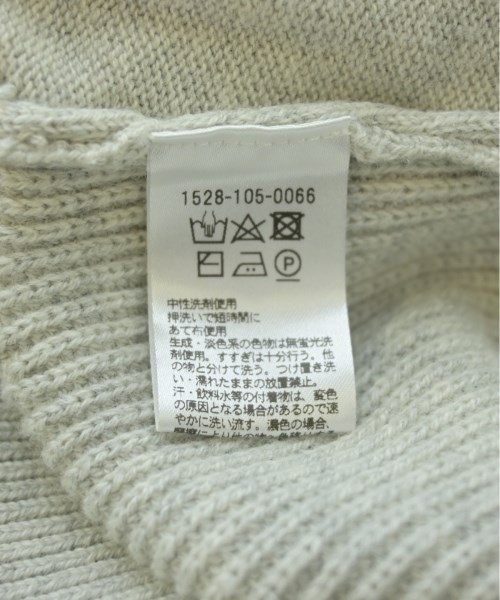 1528-105-0066
P
中性洗剤使用
押洗いで短時間に
あて布使用
生成・淡色系の色物は無蛍光洗
剤使用。すすぎは十分行う。他
の物と分けて洗う。つけ置き洗
い・濡れたままの放置禁止。
汗・飲料水等の付着物は、変色
の原因となる場合があるので速
やかに洗い流す。濃色の場合、